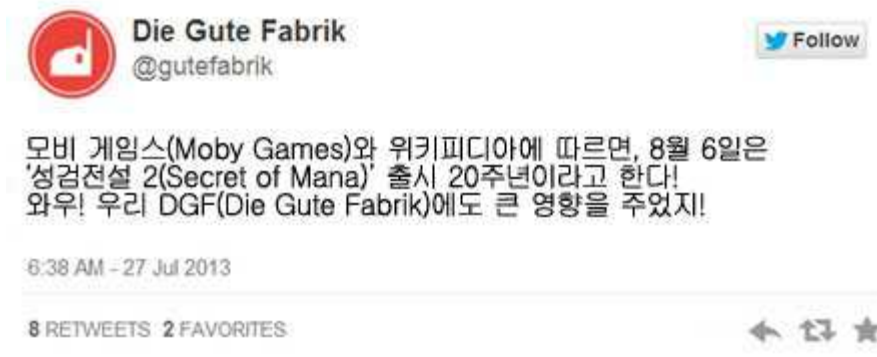 Die Gute Fabrik
@gutefabrik
Follow
모비 게임스(Moby Games)와 위키피디아에 따르면, 8월 6일은
'성검전설 2(Secret of Mana)' 출시 20주년이라고 한다!
와우! 우리 DGF(Die Gute Fabrik)에도 큰 영향을 주었지!
6:38 AM - 27 Jul 2013
8 RETWEETS 2 FAVORITES